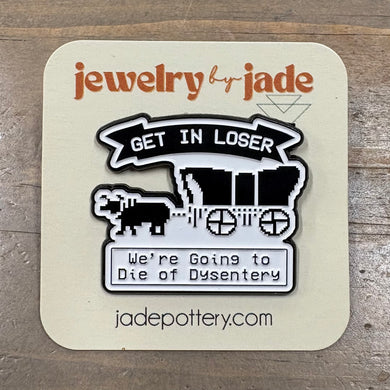 jewelry by jade
GET IN LOSER
We're Going to
Die of Dysentery
jadepottery.com